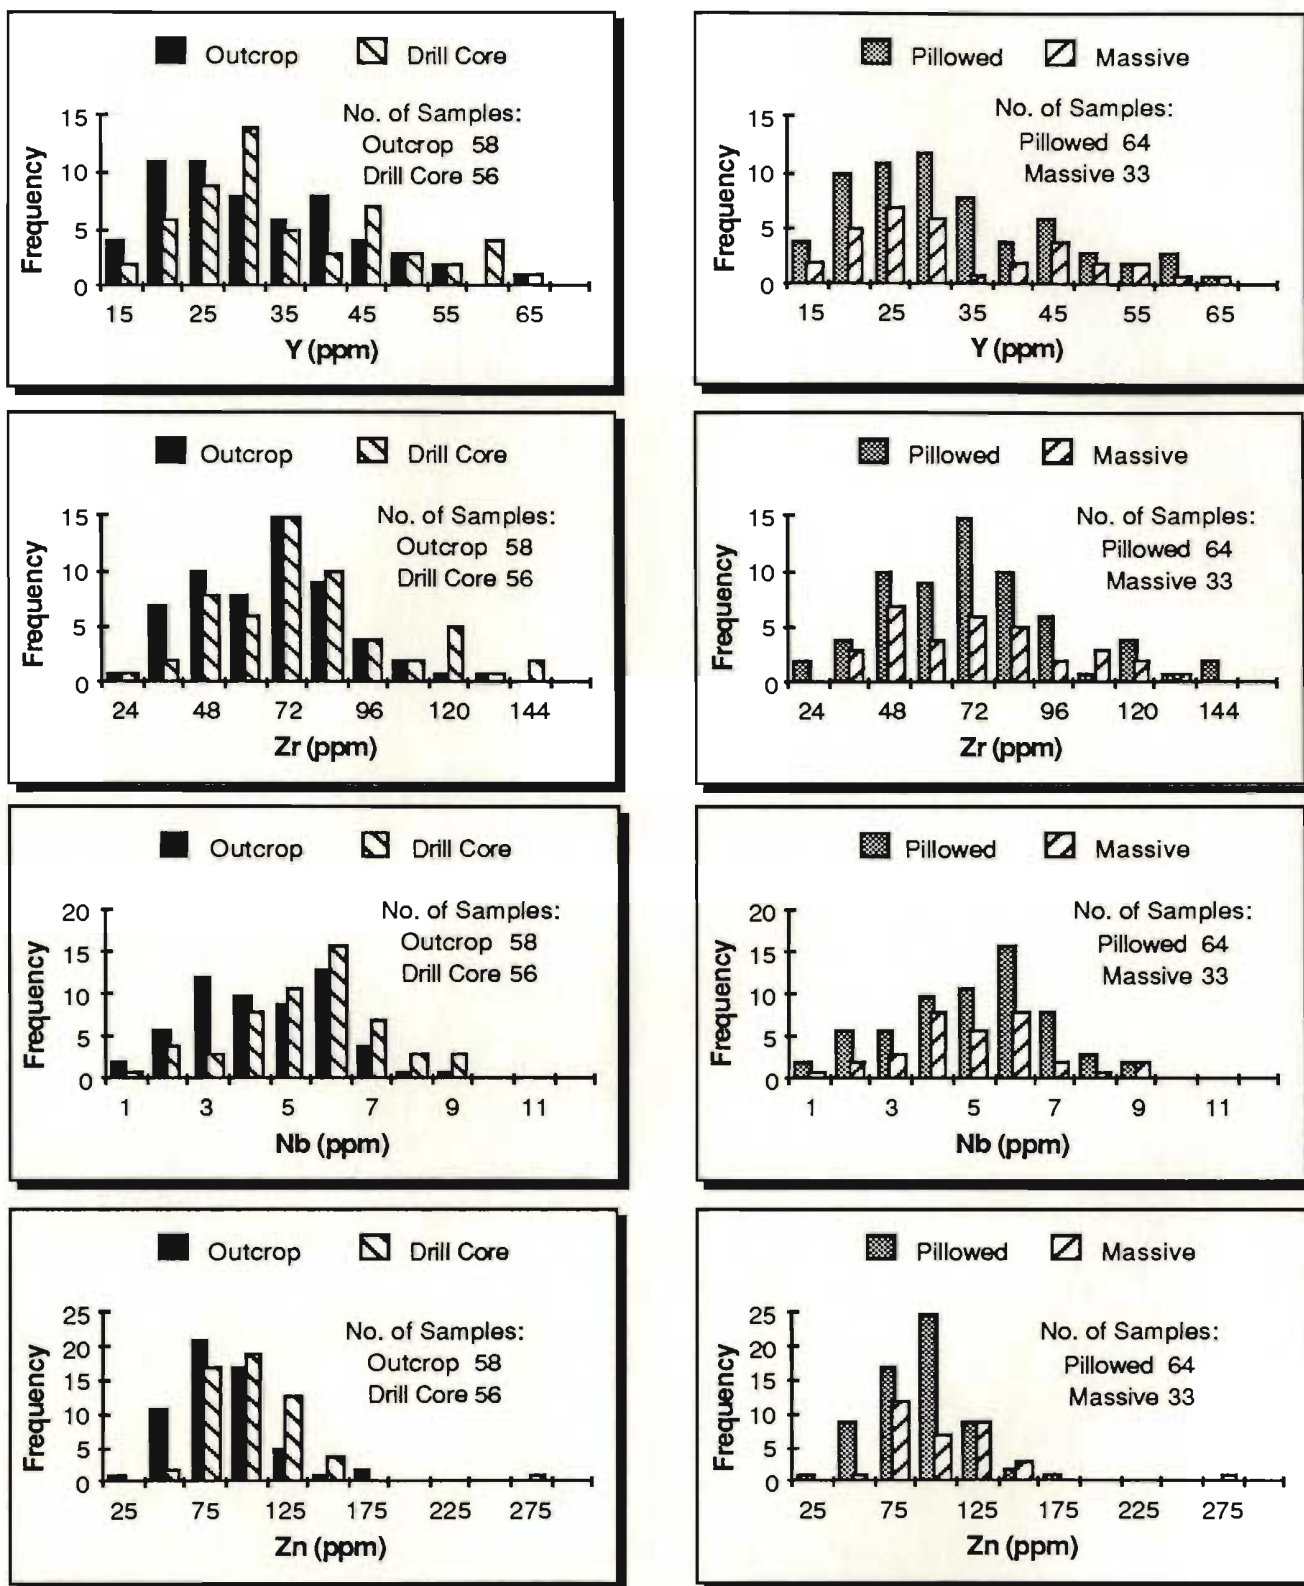 Outcrop Drill Core
No. of Samples:
Outcrop 58
Drill Core 56
15
10
5
0
Frequency
15 25 35 45 55 65
Y (ppm)
Pillowed Massive
No. of Samples:
Pillowed 64
Massive 33
15
10
5
0
Frequency
15 25 35 45 55 65
Y (ppm)
Outcrop Drill Core
No. of Samples:
Outcrop 58
Drill Core 56
15
10
5
0
Frequency
24 48 72 96 120 144
Zr (ppm)
Pillowed Massive
No. of Samples:
Pillowed 64
Massive 33
15
10
5
0
Frequency
24 48 72 96 120 144
Zr (ppm)
Outcrop Drill Core
No. of Samples:
Outcrop 58
Drill Core 56
20
15
10
5
0
Frequency
1 3 5 7 9 11
Nb (ppm)
Pillowed Massive
No. of Samples:
Pillowed 64
Massive 33
20
15
10
5
0
Frequency
1 3 5 7 9 11
Nb (ppm)
Outcrop Drill Core
No. of Samples:
Outcrop 58
Drill Core 56
25
20
15
10
5
0
Frequency
25 75 125 175 225 275
Zn (ppm)
Pillowed Massive
No. of Samples:
Pillowed 64
Massive 33
25
20
15
10
5
0
Frequency
25 75 125 175 225 275
Zn (ppm)